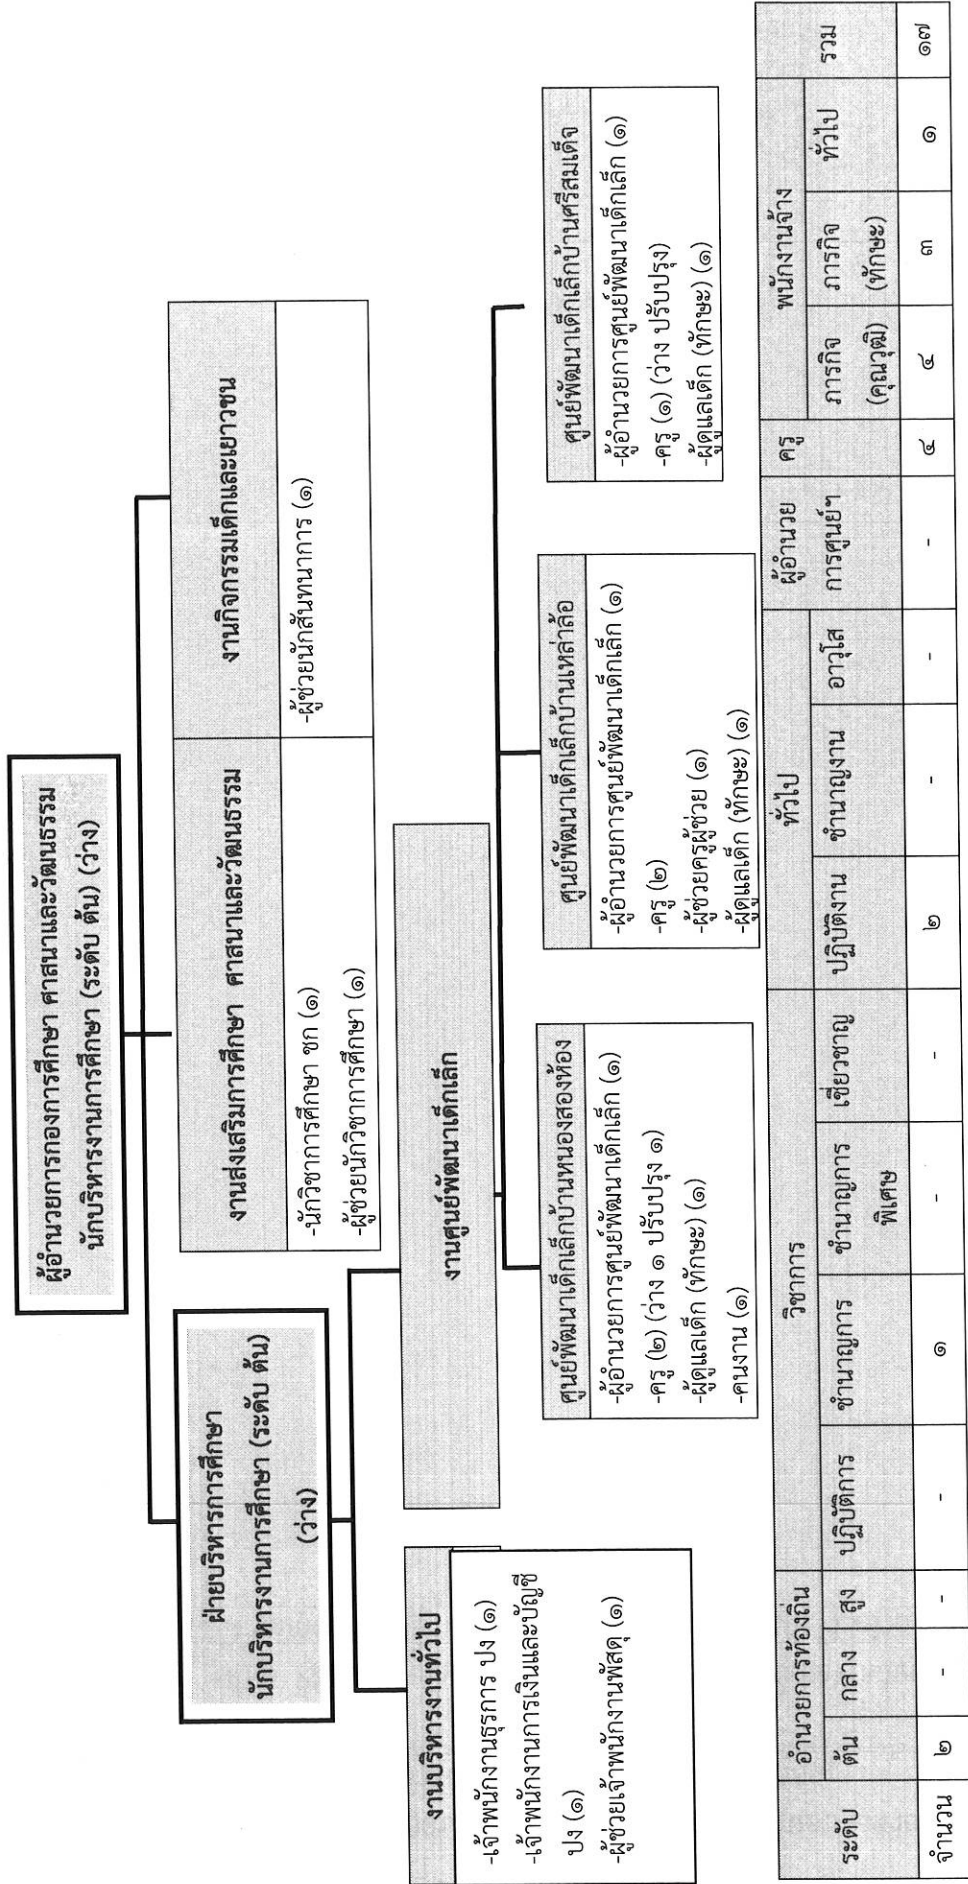 ผู้อำนวยการกองการศึกษา ศาสนาและวัฒนธรรม
นักบริหารงานการศึกษา (ระดับ ต้น) (ว่าง)
ฝ่ายบริหารการศึกษา
นักบริหารงานการศึกษา (ระดับ ต้น)
(ว่าง)
งานส่งเสริมการศึกษา ศาสนาและวัฒนธรรม
-นักวิชาการศึกษา ชก (๑)
-ผู้ช่วยนักวิชาการศึกษา (๑)
งานกิจกรรมเด็กและเยาวชน
-ผู้ช่วยนักสันทนาการ (๑)
งานบริหารงานทั่วไป
-เจ้าพนักงานธุรการ ปง (๑)
-เจ้าพนักงานการเงินและบัญชี
ปง (๑)
-ผู้ช่วยเจ้าพนักงานพัสดุ (๑)
งานศูนย์พัฒนาเด็กเล็ก
ศูนย์พัฒนาเด็กเล็กบ้านหนองสองห้อง
-ผู้อำนวยการศูนย์พัฒนาเด็กเล็ก (๑)
-ครู (๒) (ว่าง ๑ ปรับปรุง ๑)
-ผู้ดูแลเด็ก (ทักษะ) (๑)
-คนงาน (๑)
ศูนย์พัฒนาเด็กเล็กบ้านเหล่าล้อ
-ผู้อำนวยการศูนย์พัฒนาเด็กเล็ก (๑)
-ครู (๒)
-ผู้ช่วยครูผู้ช่วย (๑)
-ผู้ดูแลเด็ก (ทักษะ) (๑)
ศูนย์พัฒนาเด็กเล็กบ้านศรีสมเด็จ
-ผู้อำนวยการศูนย์พัฒนาเด็กเล็ก (๑)
-ครู (๑) (ว่าง ปรับปรุง)
-ผู้ดูแลเด็ก (ทักษะ) (๑)
ระดับ อำนวยการท้องถิ่น วิชาการ ทั่วไป ผู้อำนวยการศูนย์ฯ ครู พนักงานจ้าง รวม
ต้น กลาง สูง ปฏิบัติการ ชำนาญการ ชำนาญการพิเศษ เชี่ยวชาญ ปฏิบัติงาน ชำนาญงาน อาวุโส ภารกิจ (คุณวุฒิ) ภารกิจ (ทักษะ) ทั่วไป
จำนวน ๒ - - - ๑ - - ๒ - - - ๔ ๔ ๓ ๑ ๑๗